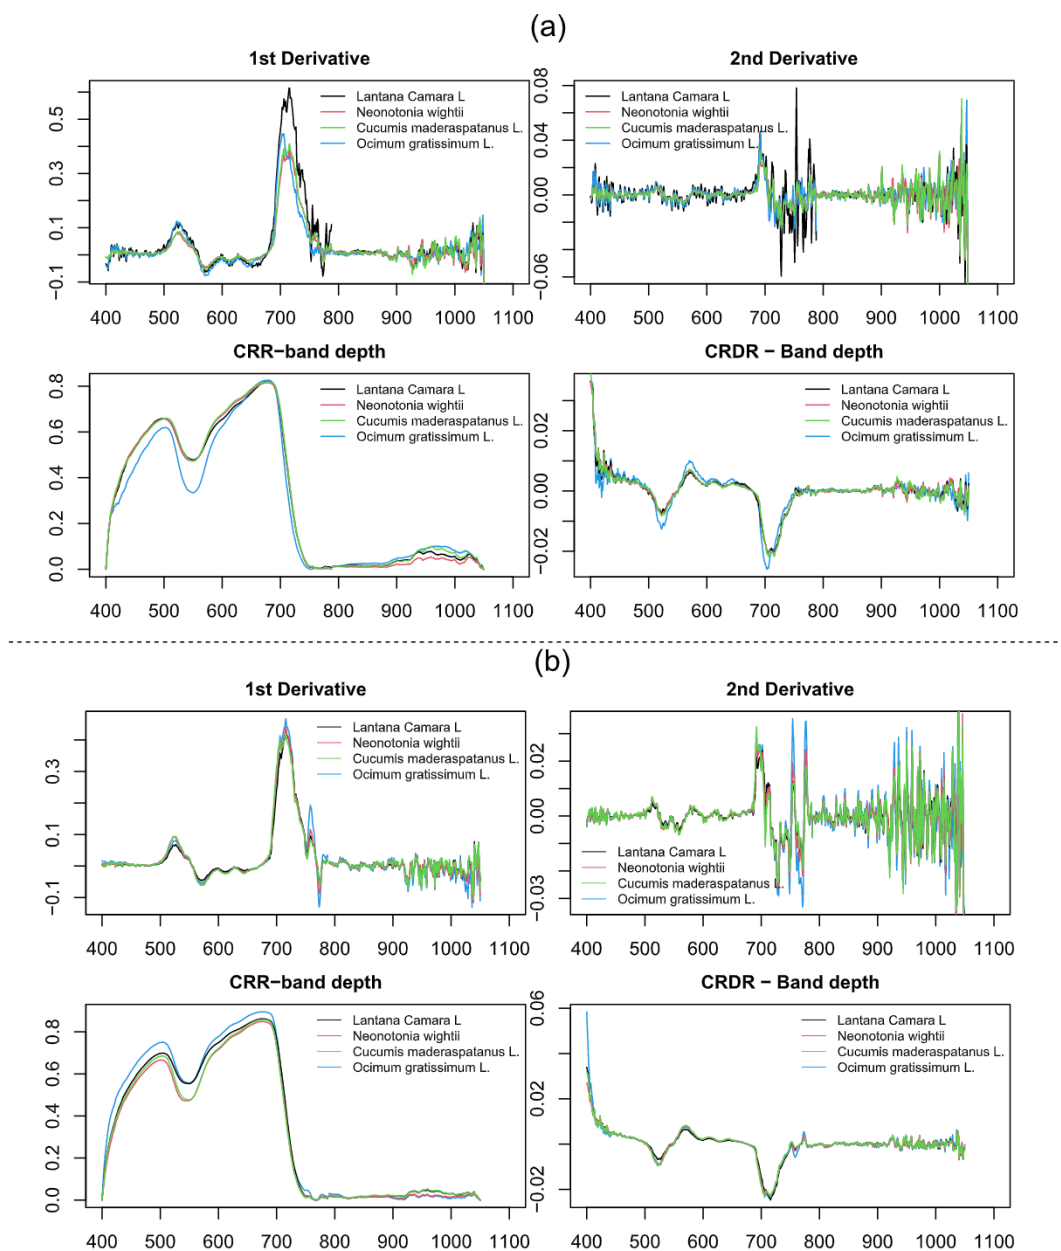 (a)
1st Derivative
Lantana Camara L
Neonotonia wightii
Cucumis maderaspatanus L.
Ocimum gratissimum L.
−0.1 0.1 0.3 0.5
400 500 600 700 800 900 1000 1100
2nd Derivative
Lantana Camara L
Neonotonia wightii
Cucumis maderaspatanus L.
Ocimum gratissimum L.
−0.06 0.00 0.04 0.08
400 500 600 700 800 900 1000 1100
CRR−band depth
Lantana Camara L
Neonotonia wightii
Cucumis maderaspatanus L.
Ocimum gratissimum L.
0.0 0.2 0.4 0.6 0.8
400 500 600 700 800 900 1000 1100
CRDR − Band depth
Lantana Camara L
Neonotonia wightii
Cucumis maderaspatanus L.
Ocimum gratissimum L.
−0.02 0.00 0.02
400 500 600 700 800 900 1000 1100
(b)
1st Derivative
Lantana Camara L
Neonotonia wightii
Cucumis maderaspatanus L.
Ocimum gratissimum L.
−0.1 0.1 0.3
400 500 600 700 800 900 1000 1100
2nd Derivative
Lantana Camara L
Neonotonia wightii
Cucumis maderaspatanus L.
Ocimum gratissimum L.
−0.03 0.00 0.02
400 500 600 700 800 900 1000 1100
CRR−band depth
Lantana Camara L
Neonotonia wightii
Cucumis maderaspatanus L.
Ocimum gratissimum L.
0.0 0.2 0.4 0.6 0.8
400 500 600 700 800 900 1000 1100
CRDR − Band depth
Lantana Camara L
Neonotonia wightii
Cucumis maderaspatanus L.
Ocimum gratissimum L.
−0.02 0.02 0.06
400 500 600 700 800 900 1000 1100